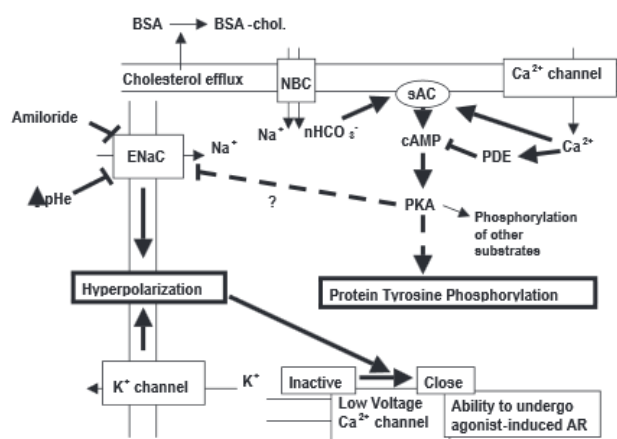 BSA → BSA -chol.
Cholesterol efflux
NBC
sAC
Ca²⁺ channel
Amiloride
Na⁺
nHCO₃⁻
cAMP
Ca²⁺
ENaC
Na⁺
PDE
pHe
?
PKA
Phosphorylation
of other
substrates
Hyperpolarization
Protein Tyrosine Phosphorylation
K⁺ channel
K⁺
Inactive
Close
Low Voltage
Ca²⁺ channel
Ability to undergo
agonist-induced AR